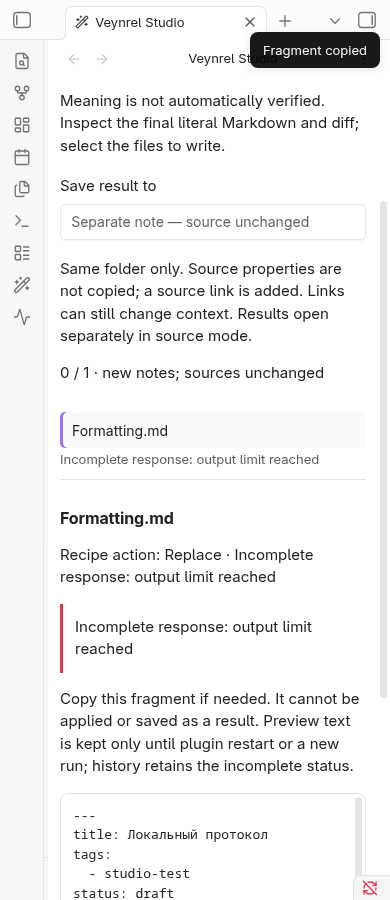 Veynrel Studio
Veynrel Studio
Fragment copied
Meaning is not automatically verified.
Inspect the final literal Markdown and diff;
select the files to write.
Save result to
Separate note — source unchanged
Same folder only. Source properties are
not copied; a source link is added. Links
can still change context. Results open
separately in source mode.
0 / 1 · new notes; sources unchanged
Formatting.md
Incomplete response: output limit reached
Formatting.md
Recipe action: Replace · Incomplete
response: output limit reached
Incomplete response: output limit
reached
Copy this fragment if needed. It cannot be
applied or saved as a result. Preview text
is kept only until plugin restart or a new
run; history retains the incomplete status.
---
title: Локальный протокол
tags:
  - studio-test
status: draft